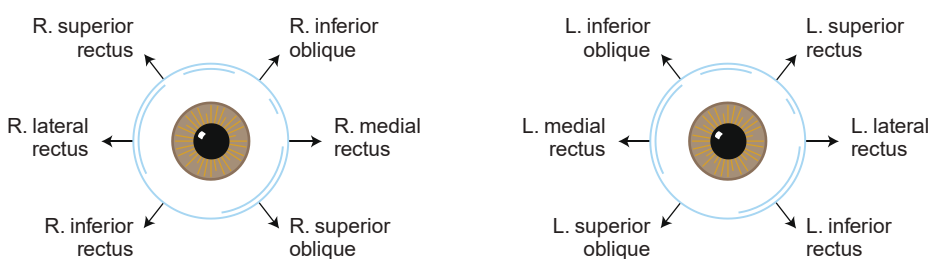 R. superior
rectus
R. inferior
oblique
R. lateral
rectus
R. medial
rectus
R. inferior
rectus
R. superior
oblique
L. inferior
oblique
L. superior
rectus
L. medial
rectus
L. lateral
rectus
L. superior
oblique
L. inferior
rectus